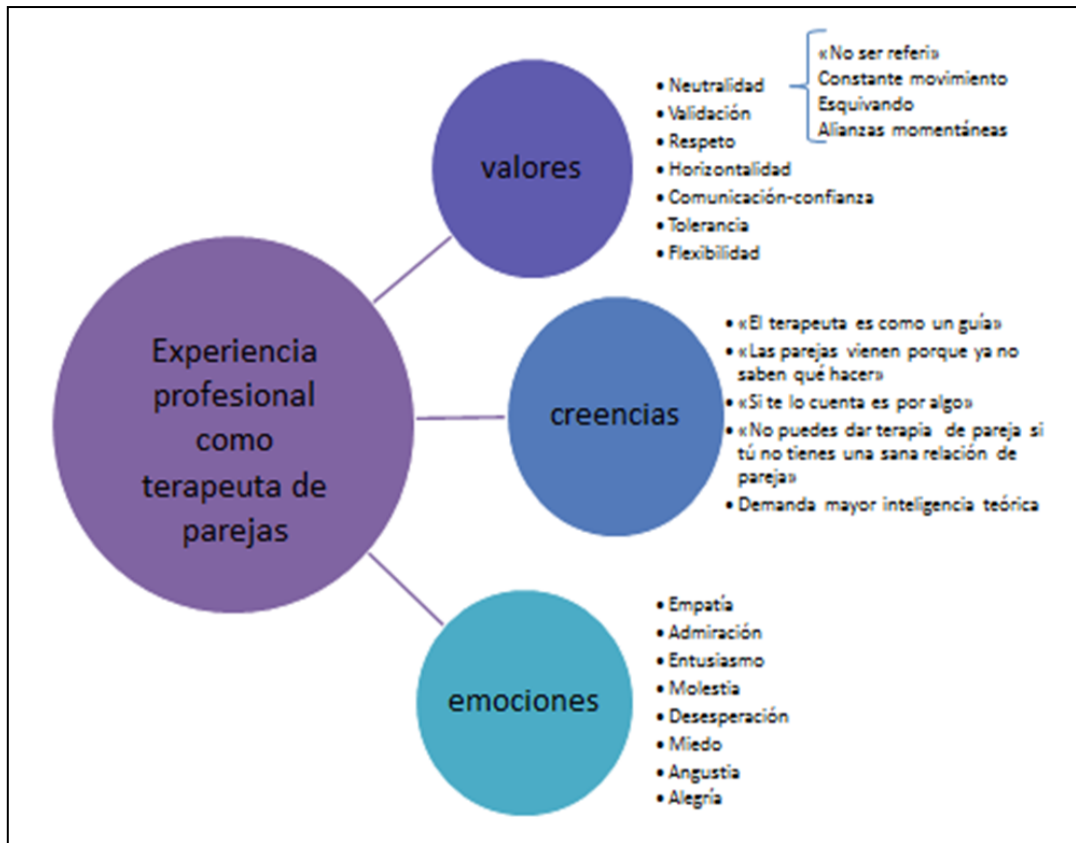 Experiencia
profesional
como
terapeuta de
parejas
valores
• Neutralidad
• Validación
• Respeto
• Horizontalidad
• Comunicación-confianza
• Tolerancia
• Flexibilidad
«No ser referi»
Constante movimiento
Esquivando
Alianzas momentáneas
creencias
• «El terapeuta es como un guía»
• «Las parejas vienen porque ya no
saben qué hacer»
• «Si te lo cuenta es por algo»
• «No puedes dar terapia de pareja si
tú no tienes una sana relación de
pareja»
• Demanda mayor inteligencia teórica
emociones
• Empatía
• Admiración
• Entusiasmo
• Molestia
• Desesperación
• Miedo
• Angustia
• Alegría